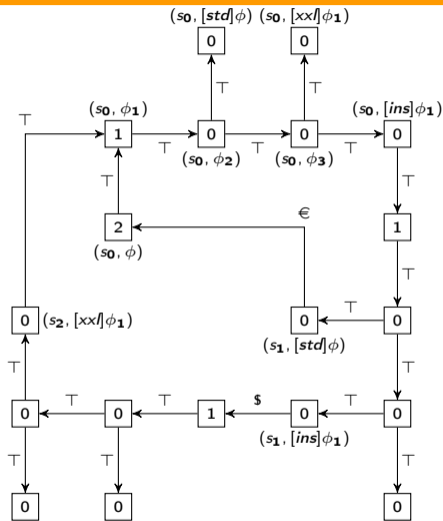 (s₀, [std]ϕ) (s₀, [xxl]ϕ₁)
0 0
⊤ ⊤
(s₀, ϕ₁) (s₀, [ins]ϕ₁)
⊤
1 ⊤ 0 ⊤ 0 ⊤ 0
(s₀, ϕ₂) (s₀, ϕ₃)
⊤ ⊤
€
2 1
(s₀, ϕ)
⊤
0 (s₂, [xxl]ϕ₁) 0 ⊤ 0
(s₁, [std]ϕ)
⊤ ⊤
0 ⊤ 0 ⊤ 1 $ 0 ⊤ 0
(s₁, [ins]ϕ₁)
⊤ ⊤ ⊤
0 0 0